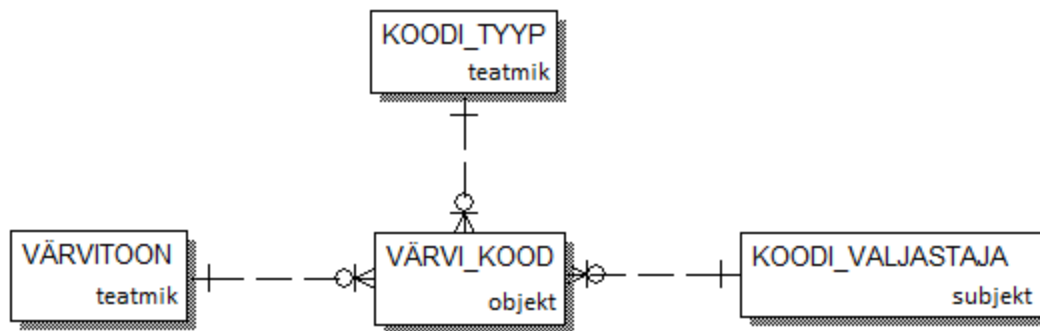 KOODI_TYYP
teatmik
VÄRVITOON
teatmik
VÄRVI_KOOD
objekt
KOODI_VALJASTAJA
subjekt